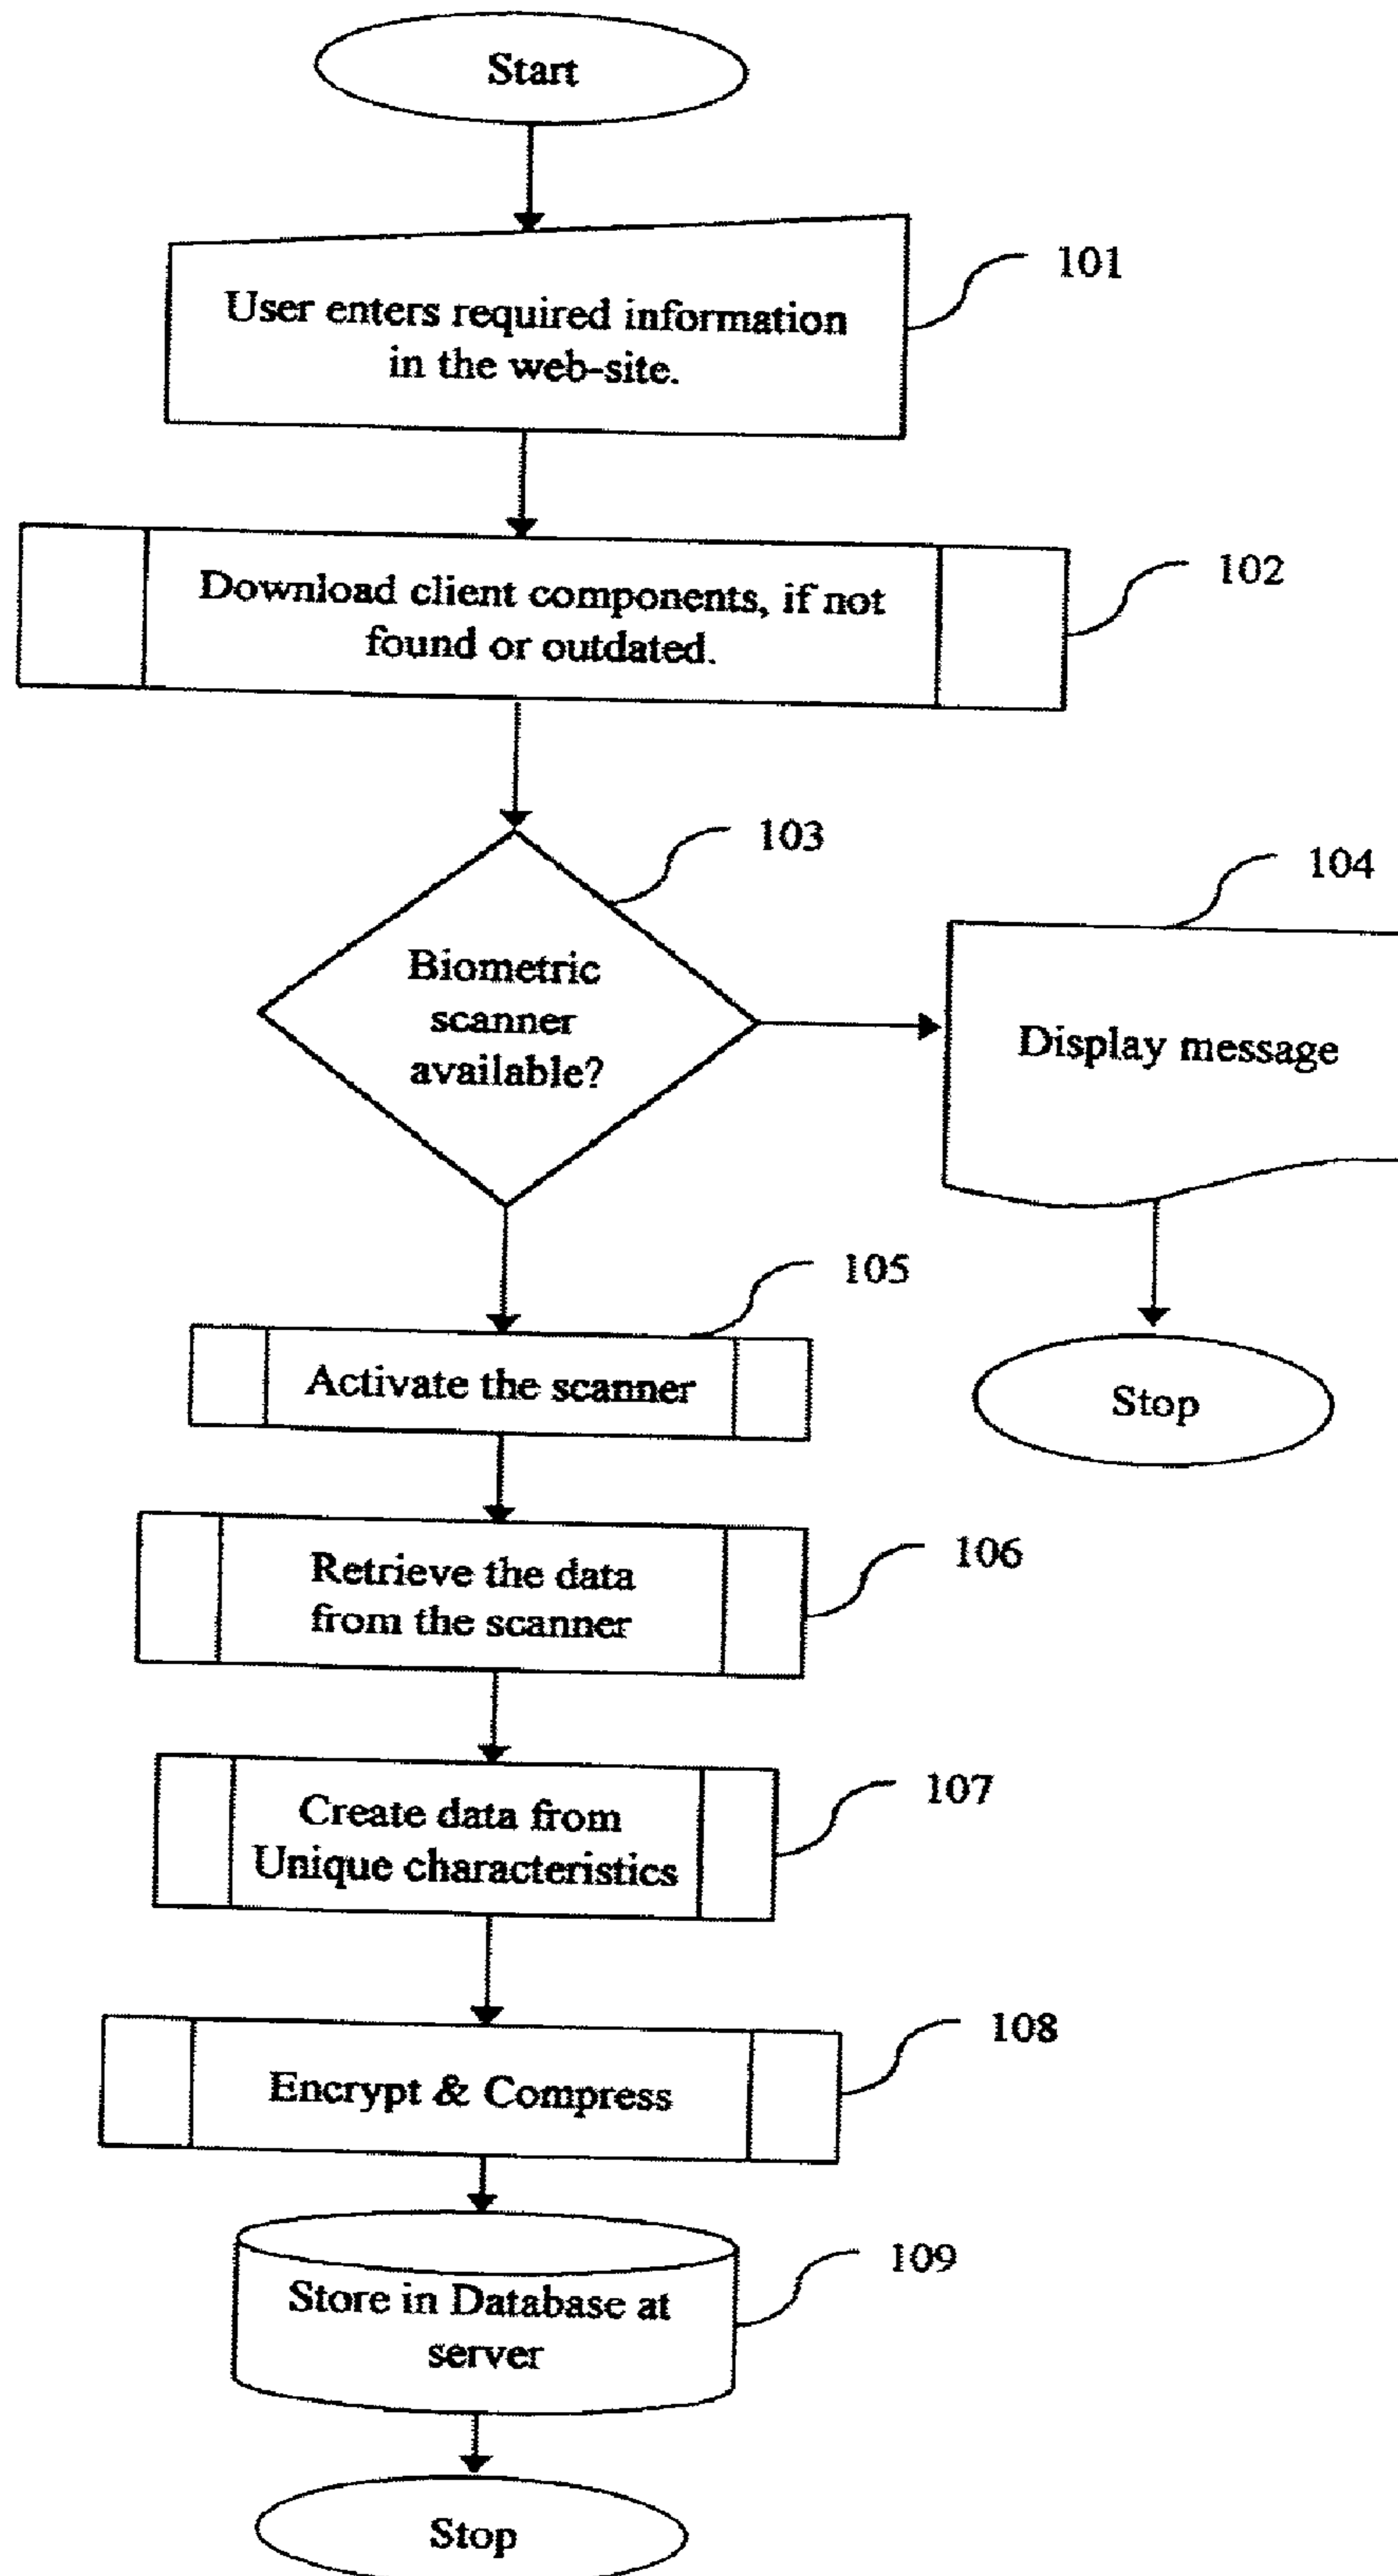 Start
101
User enters required information
in the web-site.
102
Download client components, if not
found or outdated.
103
104
Biometric
scanner
available?
Display message
105
Activate the scanner
Stop
106
Retrieve the data
from the scanner
107
Create data from
Unique characteristics
108
Encrypt & Compress
109
Store in Database at
server
Stop